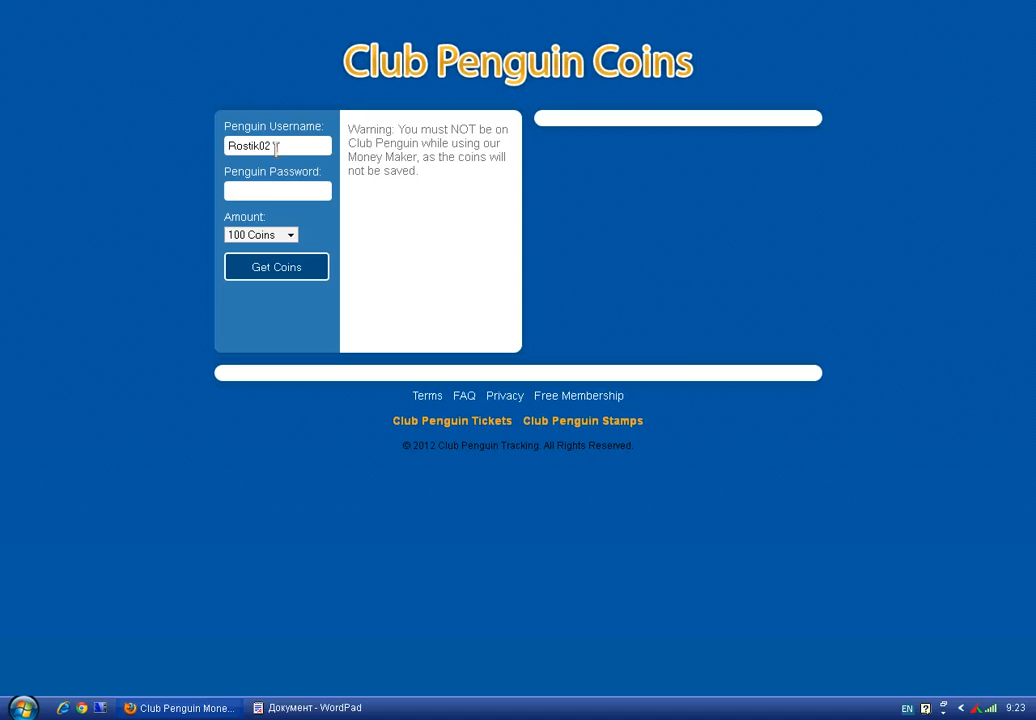 Club Penguin Coins
Penguin Username:
Rostik02
Penguin Password:
Amount:
100 Coins
Get Coins
Warning: You must NOT be on
Club Penguin while using our
Money Maker, as the coins will
not be saved.
Terms FAQ Privacy Free Membership
Club Penguin Tickets Club Penguin Stamps
© 2012 Club Penguin Tracking. All Rights Reserved.
Club Penguin Mone... Документ - WordPad EN 9:23